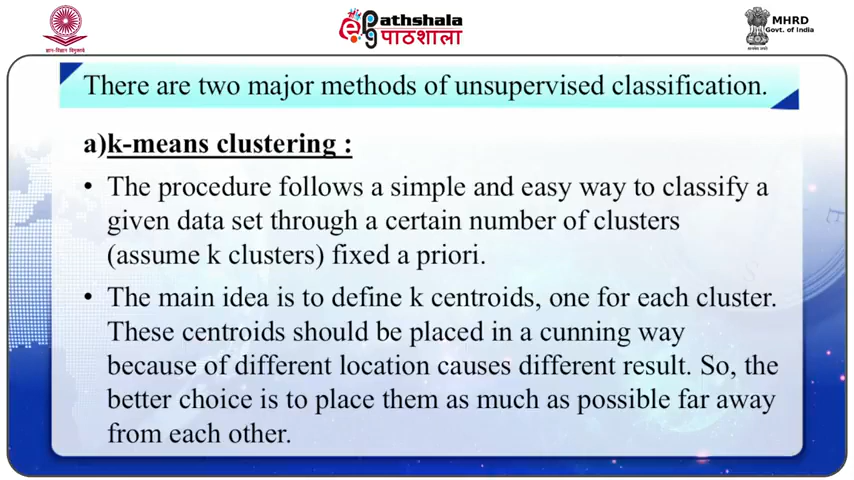 Pathshala
पाठशाला
MHRD
Govt. of India
There are two major methods of unsupervised classification.
a)k-means clustering :
• The procedure follows a simple and easy way to classify a
given data set through a certain number of clusters
(assume k clusters) fixed a priori.
• The main idea is to define k centroids, one for each cluster.
These centroids should be placed in a cunning way
because of different location causes different result. So, the
better choice is to place them as much as possible far away
from each other.